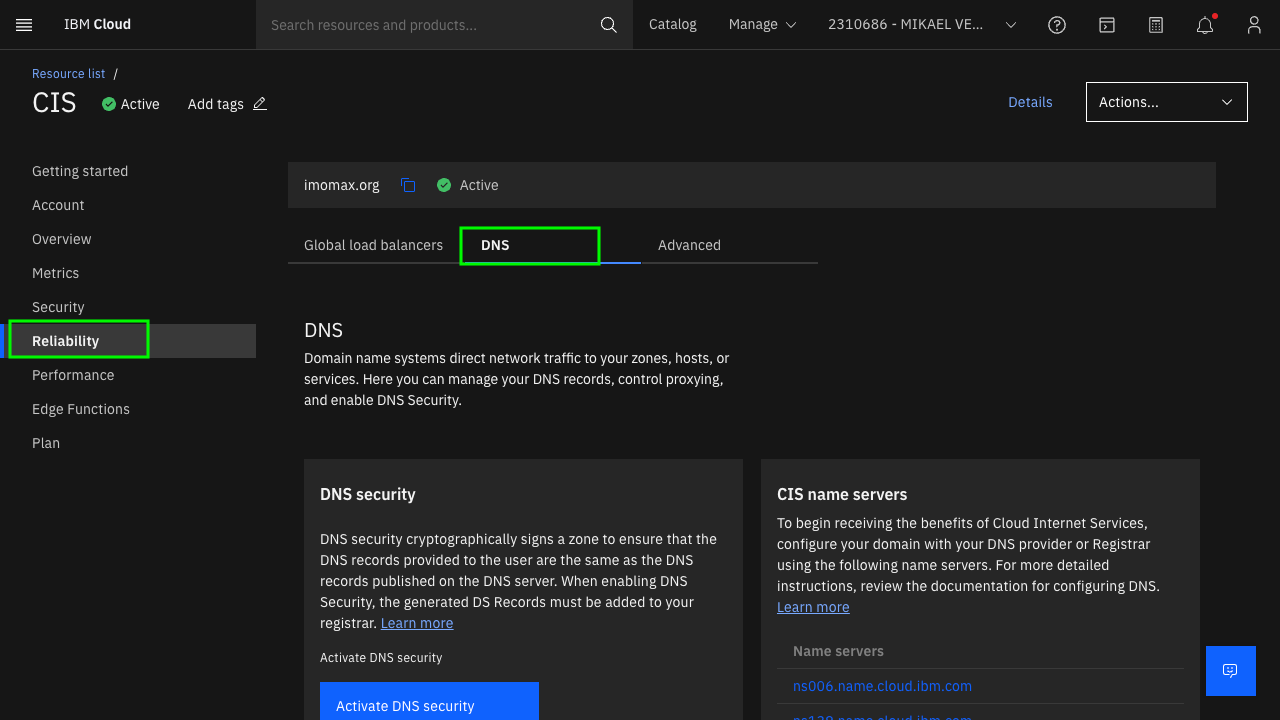 IBM Cloud
Search resources and products...
Catalog
Manage
2310686 - MIKAEL VE...
Resource list /
CIS
Active
Add tags
Details
Actions...
Getting started
Account
Overview
Metrics
Security
Reliability
Performance
Edge Functions
Plan
imomax.org
Active
Global load balancers
DNS
Advanced
DNS
Domain name systems direct network traffic to your zones, hosts, or
services. Here you can manage your DNS records, control proxying,
and enable DNS Security.
DNS security
DNS security cryptographically signs a zone to ensure that the
DNS records provided to the user are the same as the DNS
records published on the DNS server. When enabling DNS
Security, the generated DS Records must be added to your
registrar. Learn more
Activate DNS security
Activate DNS security
CIS name servers
To begin receiving the benefits of Cloud Internet Services,
configure your domain with your DNS provider or Registrar
using the following name servers. For more detailed
instructions, review the documentation for configuring DNS.
Learn more
Name servers
ns006.name.cloud.ibm.com